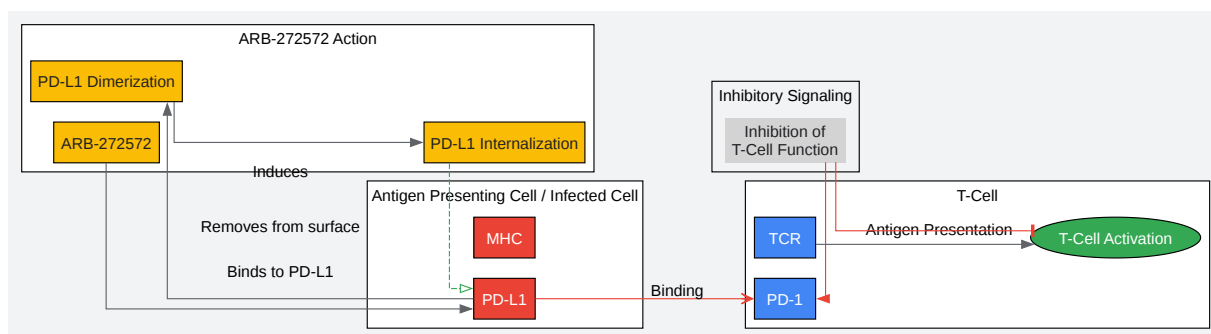 ARB-272572 Action
PD-L1 Dimerization
ARB-272572
PD-L1 Internalization
Induces
Inhibitory Signaling
Inhibition of
T-Cell Function
Antigen Presenting Cell / Infected Cell
MHC
Removes from surface
Binds to PD-L1
PD-L1
Binding
T-Cell
TCR
Antigen Presentation
T-Cell Activation
PD-1